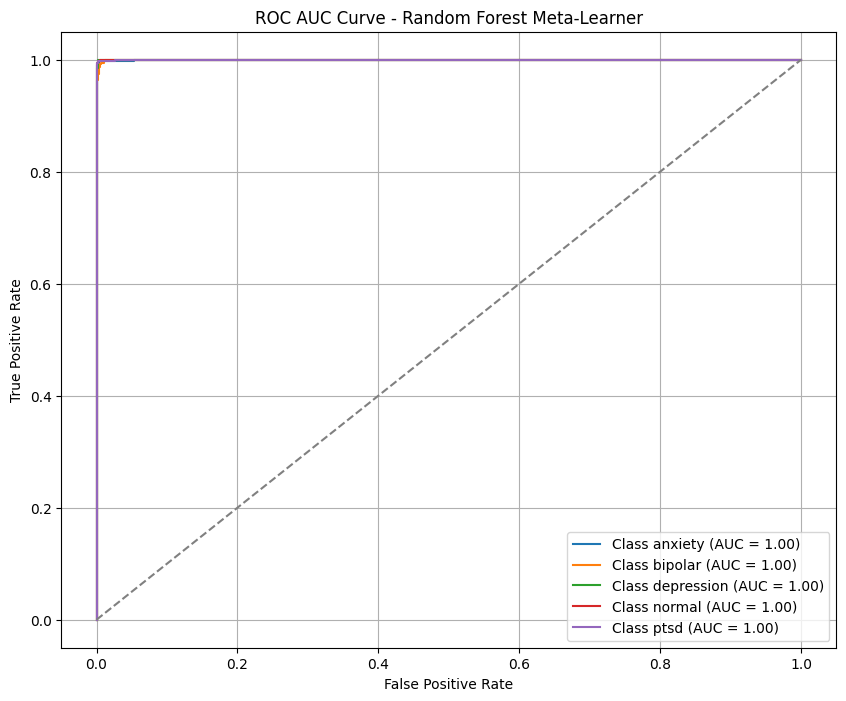 ROC AUC Curve - Random Forest Meta-Learner
True Positive Rate
1.0
0.8
0.6
0.4
0.2
0.0
0.0 0.2 0.4 0.6 0.8 1.0
False Positive Rate
Class anxiety (AUC = 1.00)
Class bipolar (AUC = 1.00)
Class depression (AUC = 1.00)
Class normal (AUC = 1.00)
Class ptsd (AUC = 1.00)